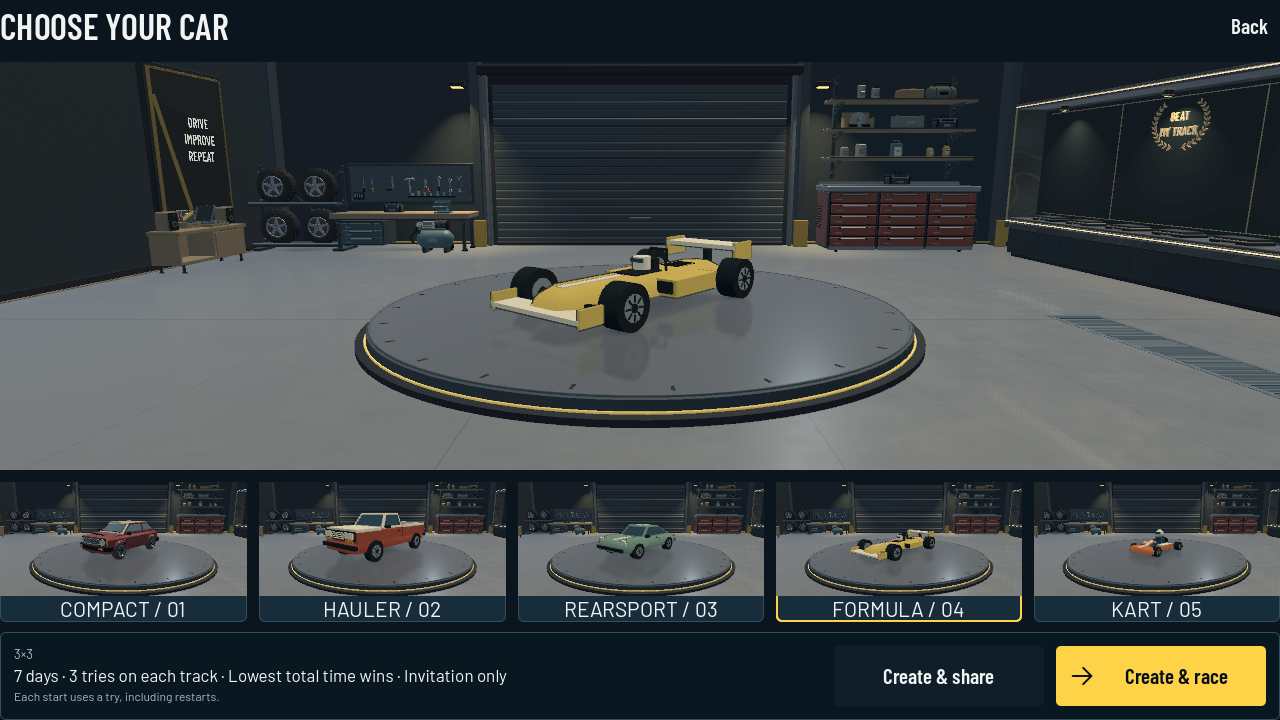 CHOOSE YOUR CAR
Back
DRIVE
IMPROVE
REPEAT
BEAT
MY TRACK
COMPACT / 01
HAULER / 02
REARSPORT / 03
FORMULA / 04
KART / 05
3×3
7 days · 3 tries on each track · Lowest total time wins · Invitation only
Each start uses a try, including restarts.
Create & share
Create & race